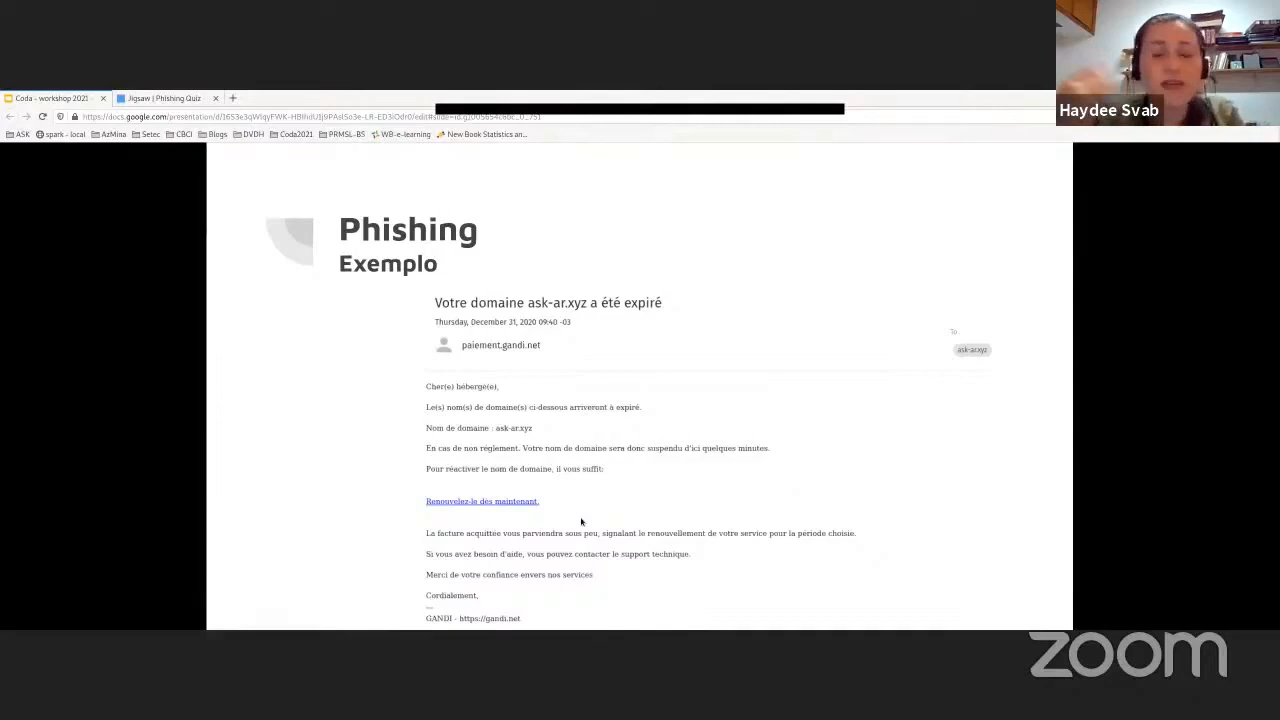 Haydee Svab
Coda - workshop 2021
Jigsaw | Phishing Quiz
ASK spark - local AzMina Setec CBCI Blogs DVDH Coda2021 PRMSL-BS WB-e-learning New Book Statistics an...
Phishing
Exemplo
Votre domaine ask-ar.xyz a été expiré
Thursday, December 31, 2020 09:40 -03
To
paiement.gandi.net
ask-ar.xyz
Cher(e) hébergé(e),
Le(s) nom(s) de domaine(s) ci-dessous arriveront à expiré.
Nom de domaine : ask-ar.xyz
En cas de non règlement. Votre nom de domaine sera donc suspendu d'ici quelques minutes.
Pour réactiver le nom de domaine, il vous suffit:
Renouvelez-le dès maintenant.
La facture acquittée vous parviendra sous peu, signalant le renouvellement de votre service pour la période choisie.
Si vous avez besoin d'aide, vous pouvez contacter le support technique.
Merci de votre confiance envers nos services
Cordialement,
—
GANDI - https://gandi.net
zoom